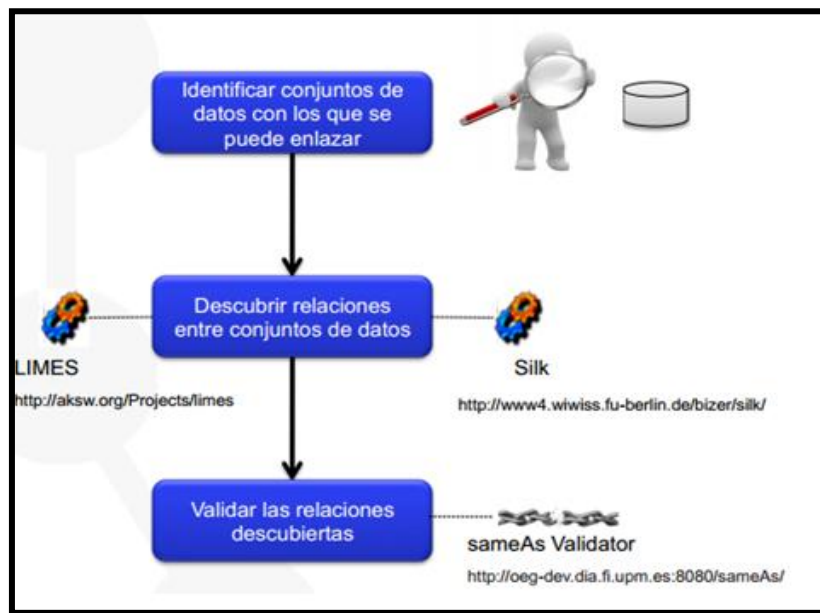 Identificar conjuntos de
datos con los que se
puede enlazar
Descubrir relaciones
entre conjuntos de datos
LIMES
http://aksw.org/Projects/limes
Silk
http://www4.wiwiss.fu-berlin.de/bizer/silk/
Validar las relaciones
descubiertas
sameAs Validator
http://oeg-dev.dia.fi.upm.es:8080/sameAs/